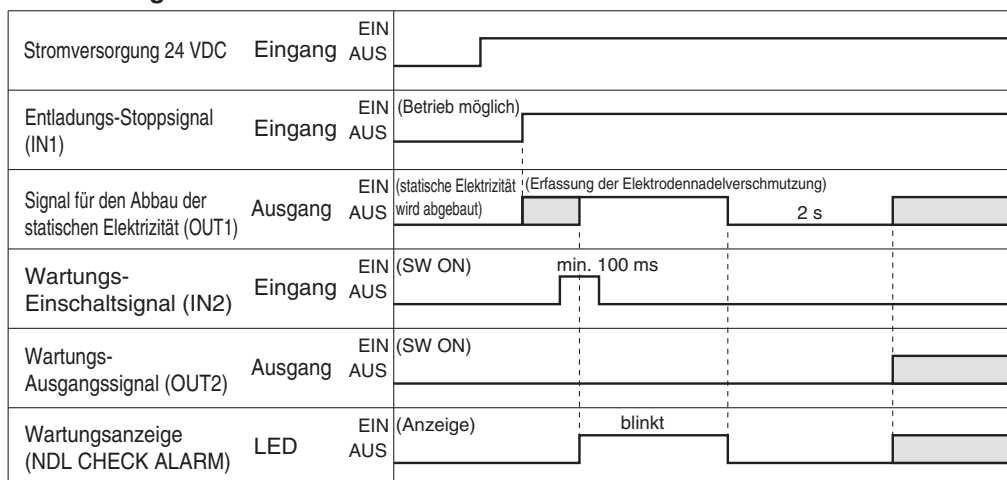 Stromversorgung 24 VDC Eingang EIN
AUS
Entladungs-Stoppsignal
(IN1) Eingang EIN
AUS (Betrieb möglich)
Signal für den Abbau der
statischen Elektrizität (OUT1) Ausgang EIN
AUS (statische Elektrizität
wird abgebaut) (Erfassung der Elektrodennadelverschmutzung)
2 s
Wartungs-
Einschaltsignal (IN2) Eingang EIN
AUS (SW ON) min. 100 ms
Wartungs-
Ausgangssignal (OUT2) Ausgang EIN
AUS (SW ON)
Wartungsanzeige
(NDL CHECK ALARM) LED EIN
AUS (Anzeige) blinkt